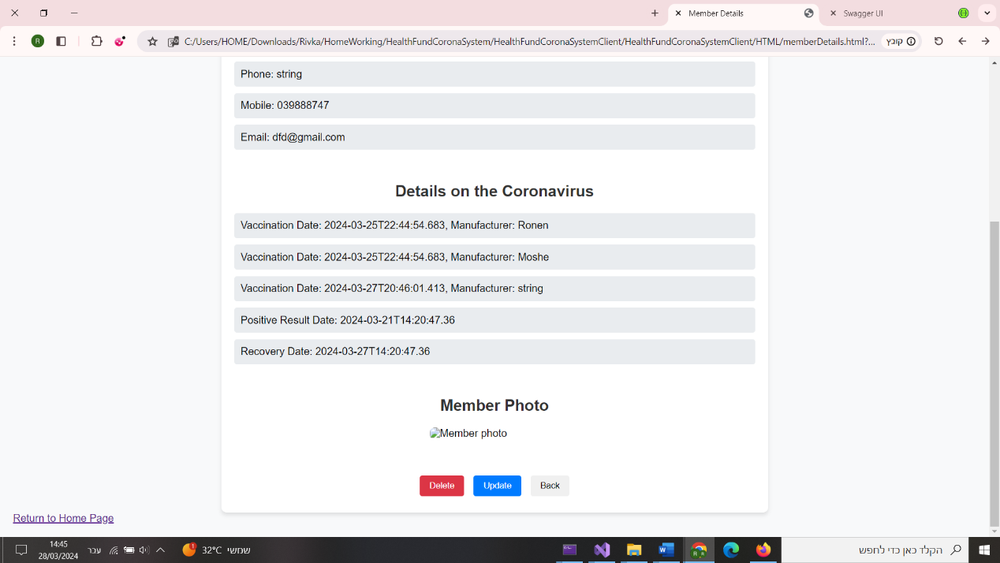 Member Details
Swagger UI
R
C:/Users/HOME/Downloads/Rivka/HomeWorking/HealthFundCoronaSystem/HealthFundCoronaSystemClient/HealthFundCoronaSystemClient/HTML/memberDetails.html?...
קובץ
Phone: string
Mobile: 039888747
Email: dfd@gmail.com
Details on the Coronavirus
Vaccination Date: 2024-03-25T22:44:54.683, Manufacturer: Ronen
Vaccination Date: 2024-03-25T22:44:54.683, Manufacturer: Moshe
Vaccination Date: 2024-03-27T20:46:01.413, Manufacturer: string
Positive Result Date: 2024-03-21T14:20:47.36
Recovery Date: 2024-03-27T14:20:47.36
Member Photo
Member photo
Delete
Update
Back
Return to Home Page
14:45
28/03/2024
עבר
1
32°C שמשי
הקלד כאן כדי לחפש